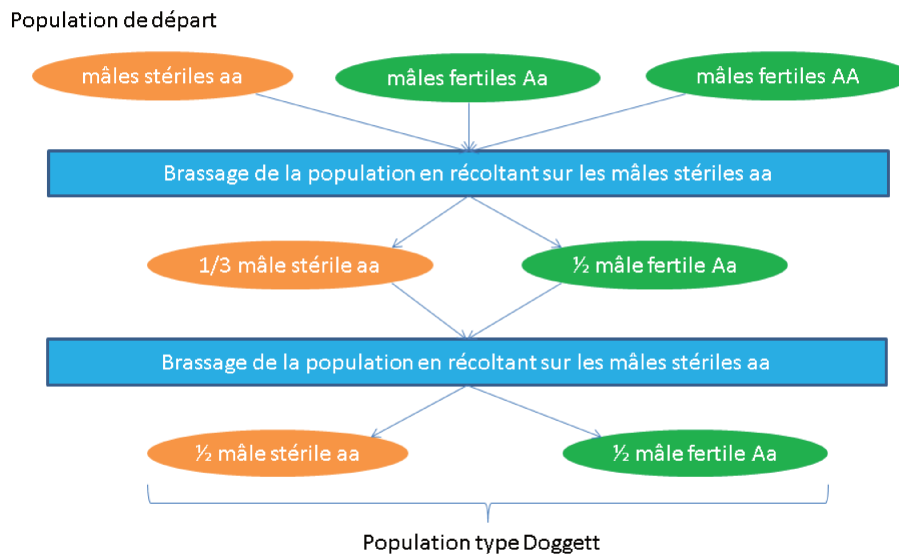 Population de départ
mâles stériles aa
mâles fertiles Aa
mâles fertiles AA
Brassage de la population en récoltant sur les mâles stériles aa
1/3 mâle stérile aa
½ mâle fertile Aa
Brassage de la population en récoltant sur les mâles stériles aa
½ mâle stérile aa
½ mâle fertile Aa
Population type Doggett